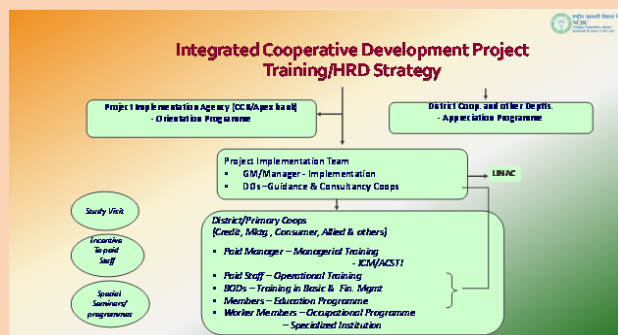 NCDC
Integrated Cooperative Development Project
Training/HRD Strategy
Project Implementation Agency (CCB/Apex bank)
- Orientation Programme
District Coop. and other Deptts.
- Appreciation Programme
Project Implementation Team
• GM/Manager - Implementation
• DOs – Guidance & Consultancy Coops
LINAC
Study Visit
Incentive
To paid
Staff
Special
Seminars/
programmes
District/Primary Coops
(Credit, Mktg., Consumer, Allied & others)
• Paid Manager – Managerial Training
- ICM/ACSTI
• Paid Staff – Operational Training
• BODs – Training in Basic & Fin. Mgmt
• Members – Education Programme
• Worker Members – Occupational Programme
– Specialized Institution